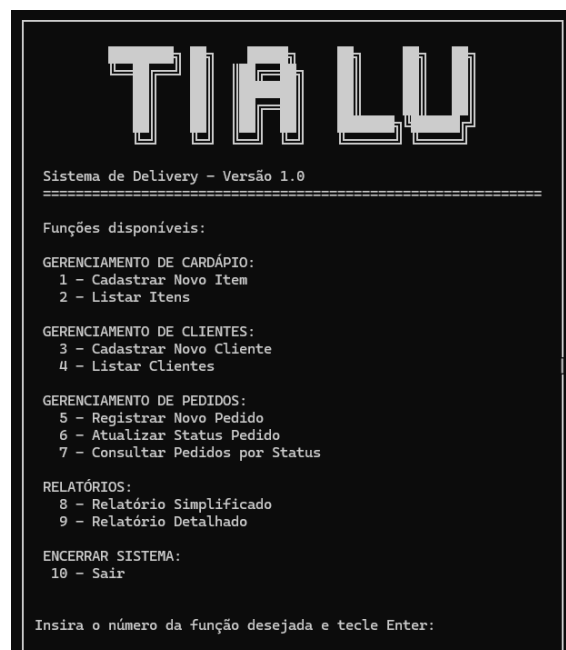 TIA LU
Sistema de Delivery – Versão 1.0
=============================================================
Funções disponíveis:
GERENCIAMENTO DE CARDÁPIO:
1 – Cadastrar Novo Item
2 – Listar Itens
GERENCIAMENTO DE CLIENTES:
3 – Cadastrar Novo Cliente
4 – Listar Clientes
GERENCIAMENTO DE PEDIDOS:
5 – Registrar Novo Pedido
6 – Atualizar Status Pedido
7 – Consultar Pedidos por Status
RELATÓRIOS:
8 – Relatório Simplificado
9 – Relatório Detalhado
ENCERRAR SISTEMA:
10 – Sair
Insira o número da função desejada e tecle Enter: